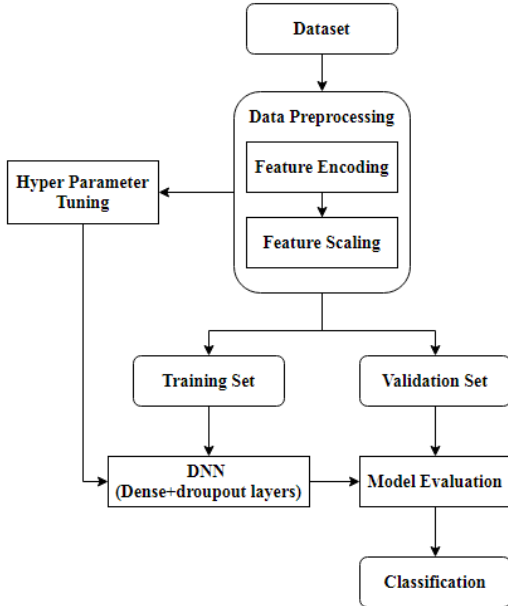 Dataset
Data Preprocessing
Feature Encoding
Hyper Parameter
Tuning
Feature Scaling
Training Set
Validation Set
DNN
(Dense+droupout layers)
Model Evaluation
Classification